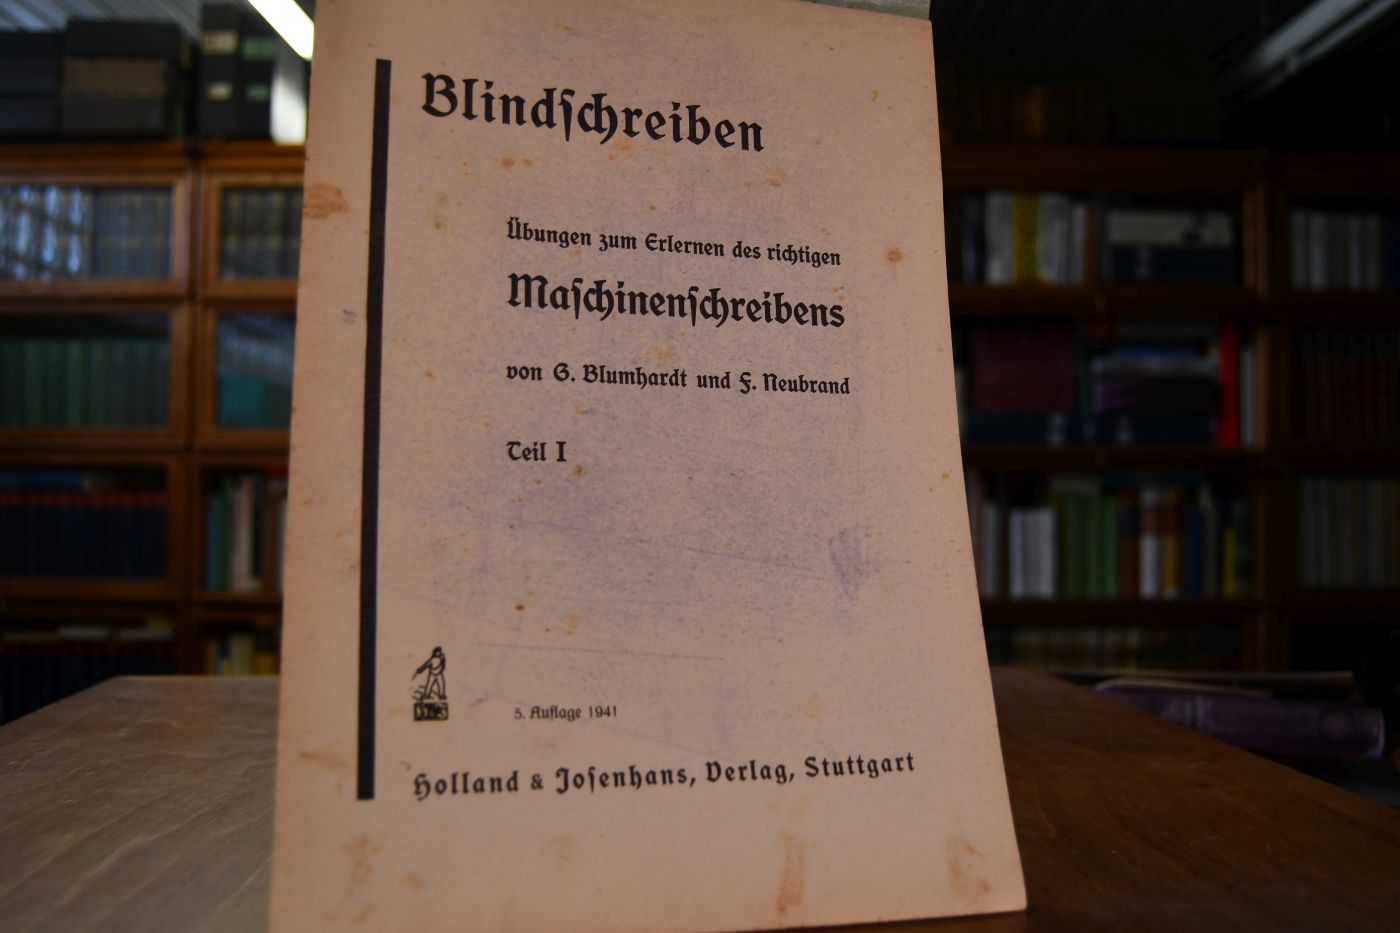 Blindſchreiben
Übungen zum Erlernen des richtigen
Maſchinenſchreibens
von G. Blumhardt und F. Neubrand
Teil I
5. Auflage 1941
Holland & Joſenhans, Verlag, Stuttgart